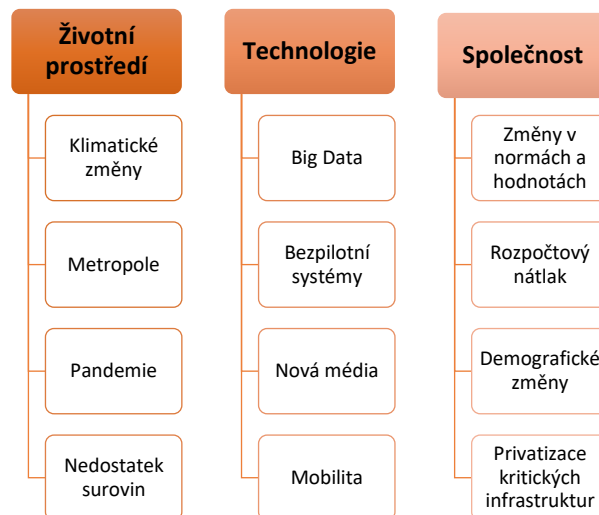 Životní
prostředí
Klimatické
změny
Metropole
Pandemie
Nedostatek
surovin
Technologie
Big Data
Bezpilotní
systémy
Nová média
Mobilita
Společnost
Změny v
normách a
hodnotách
Rozpočtový
nátlak
Demografické
změny
Privatizace
kritických
infrastruktur